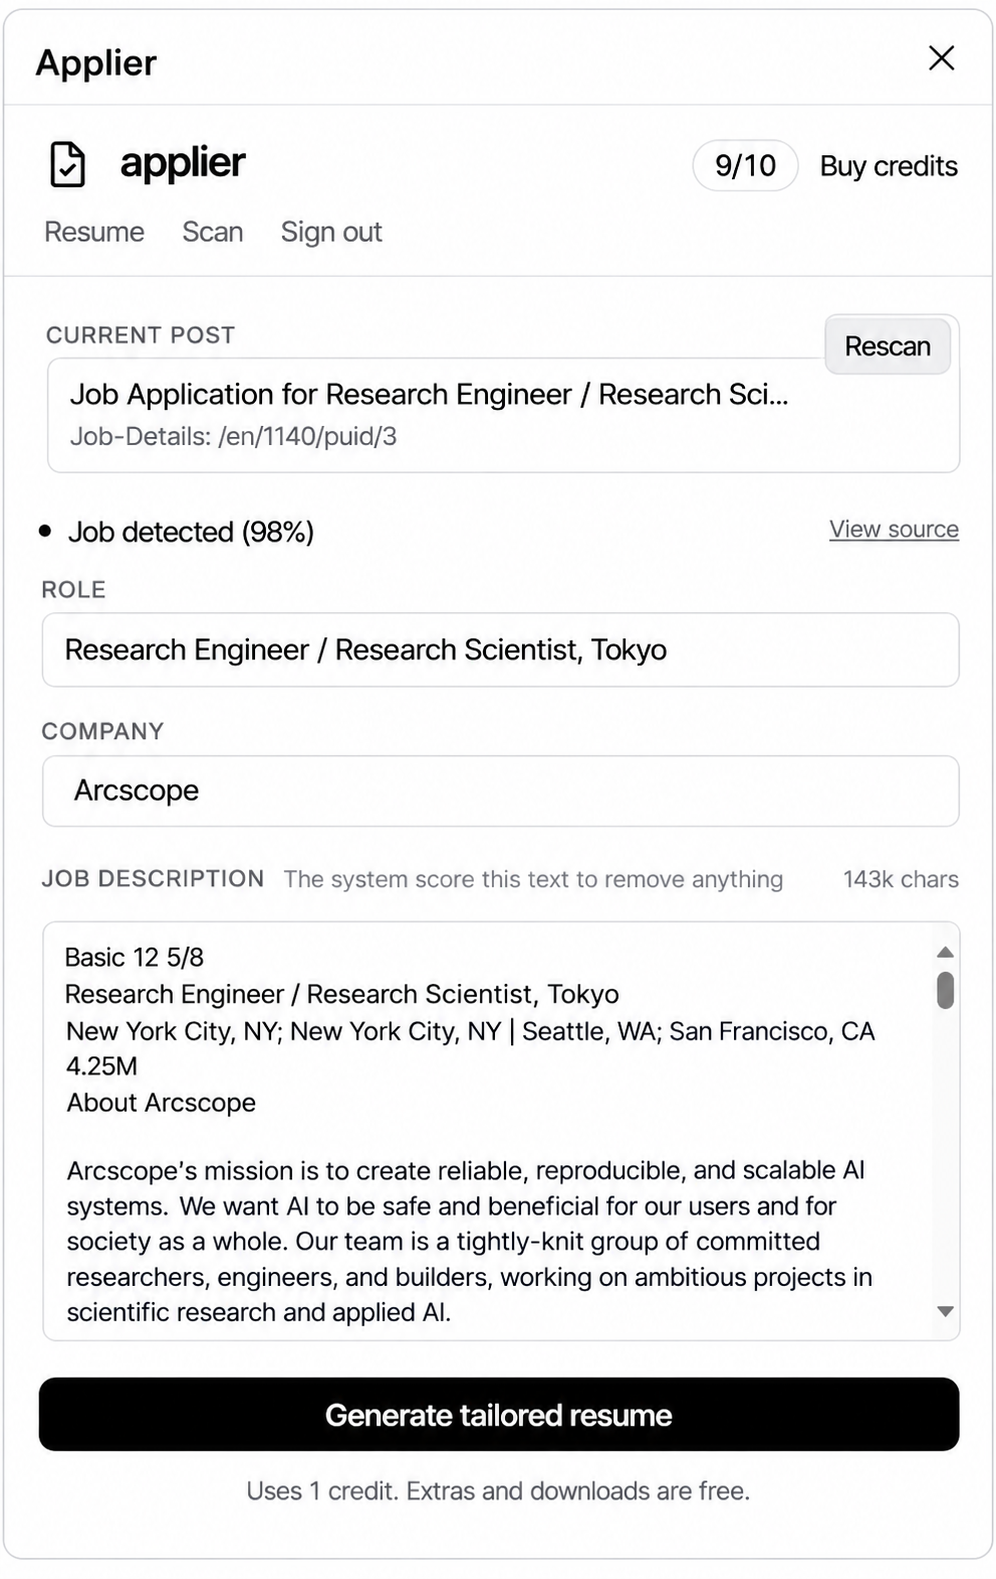 Applier
applier
9/10
Buy credits
Resume
Scan
Sign out
CURRENT POST
Rescan
Job Application for Research Engineer / Research Sci...
Job-Details: /en/1140/puid/3
Job detected (98%)
View source
ROLE
Research Engineer / Research Scientist, Tokyo
COMPANY
Arcscope
JOB DESCRIPTION
The system score this text to remove anything
143k chars
Basic 12 5/8
Research Engineer / Research Scientist, Tokyo
New York City, NY; New York City, NY | Seattle, WA; San Francisco, CA
4.25M
About Arcscope
Arcscope's mission is to create reliable, reproducible, and scalable AI
systems. We want AI to be safe and beneficial for our users and for
society as a whole. Our team is a tightly-knit group of committed
researchers, engineers, and builders, working on ambitious projects in
scientific research and applied AI.
Generate tailored resume
Uses 1 credit. Extras and downloads are free.